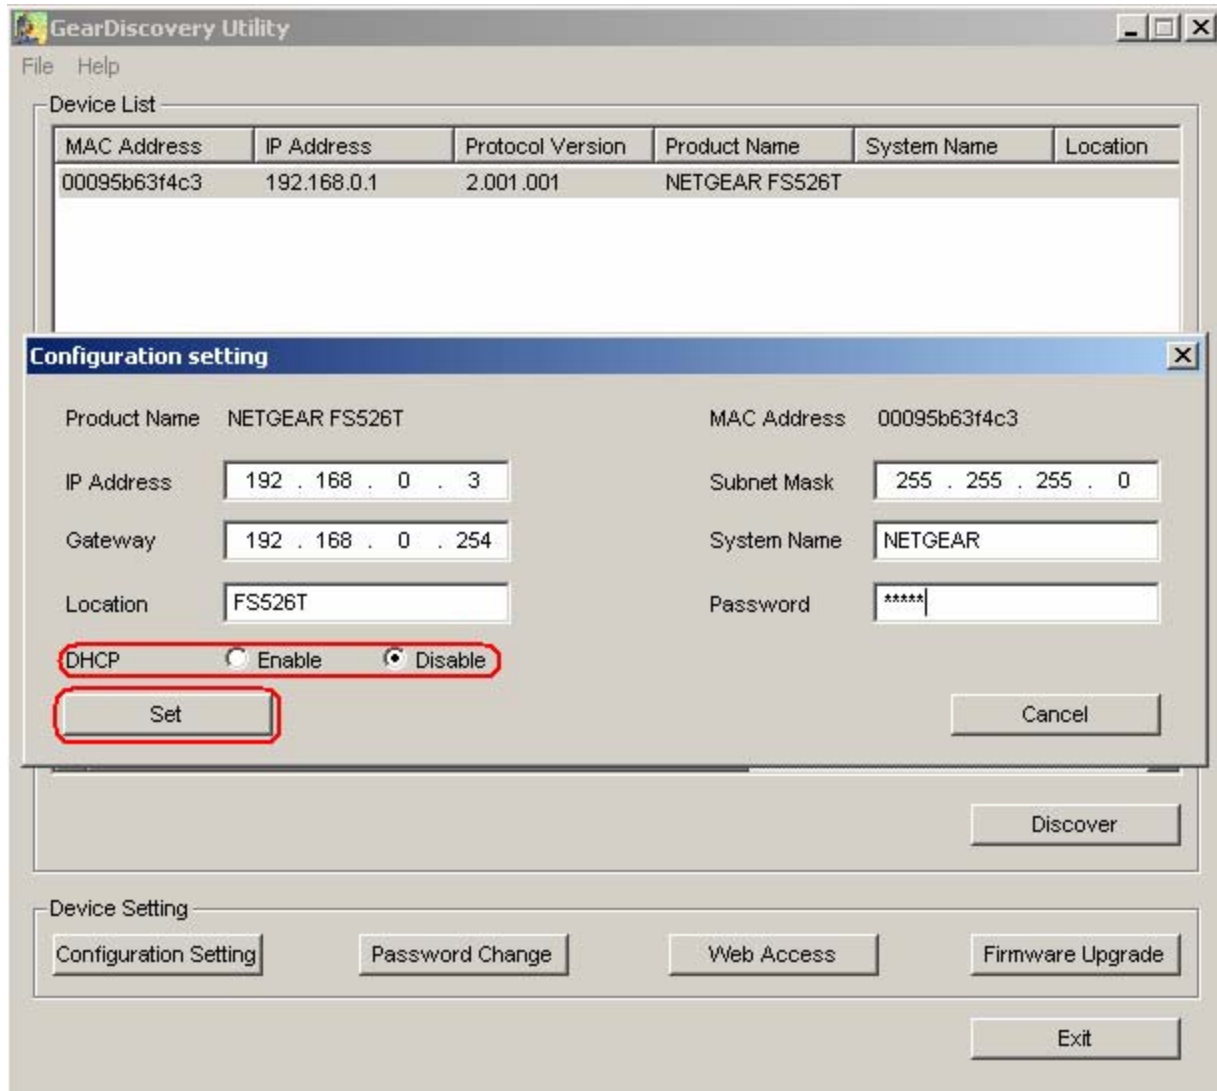 GearDiscovery Utility
File Help
Device List
MAC Address IP Address Protocol Version Product Name System Name Location
00095b63f4c3 192.168.0.1 2.001.001 NETGEAR FS526T
Configuration setting
Product Name NETGEAR FS526T MAC Address 00095b63f4c3
IP Address 192 . 168 . 0 . 3 Subnet Mask 255 . 255 . 255 . 0
Gateway 192 . 168 . 0 . 254 System Name NETGEAR
Location FS526T Password *****
DHCP Enable Disable
Set Cancel
Discover
Device Setting
Configuration Setting Password Change Web Access Firmware Upgrade
Exit